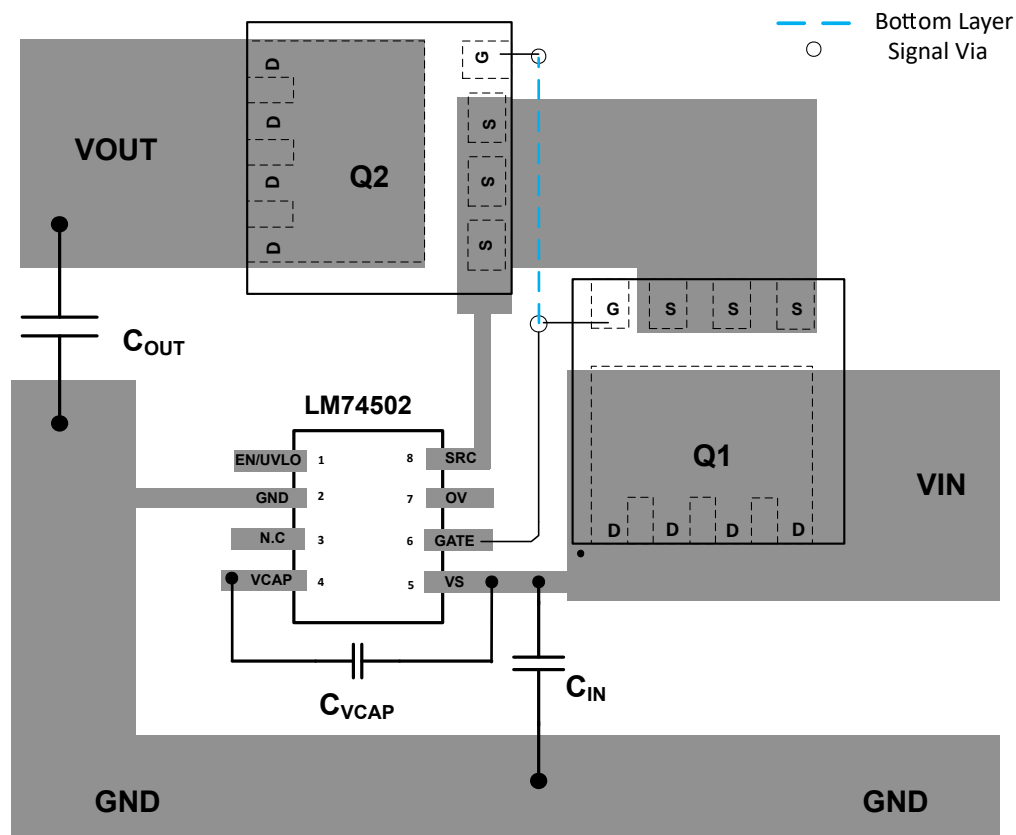 Bottom Layer
Signal Via
D
D
D
D
VOUT
Q2
G
S
S
S
G S S S
COUT
LM74502
Q1
VIN
D D D D
EN/UVLO 1
GND 2
N.C 3
VCAP 4
8 SRC
7 OV
6 GATE
5 VS
CVCAP
CIN
GND
GND